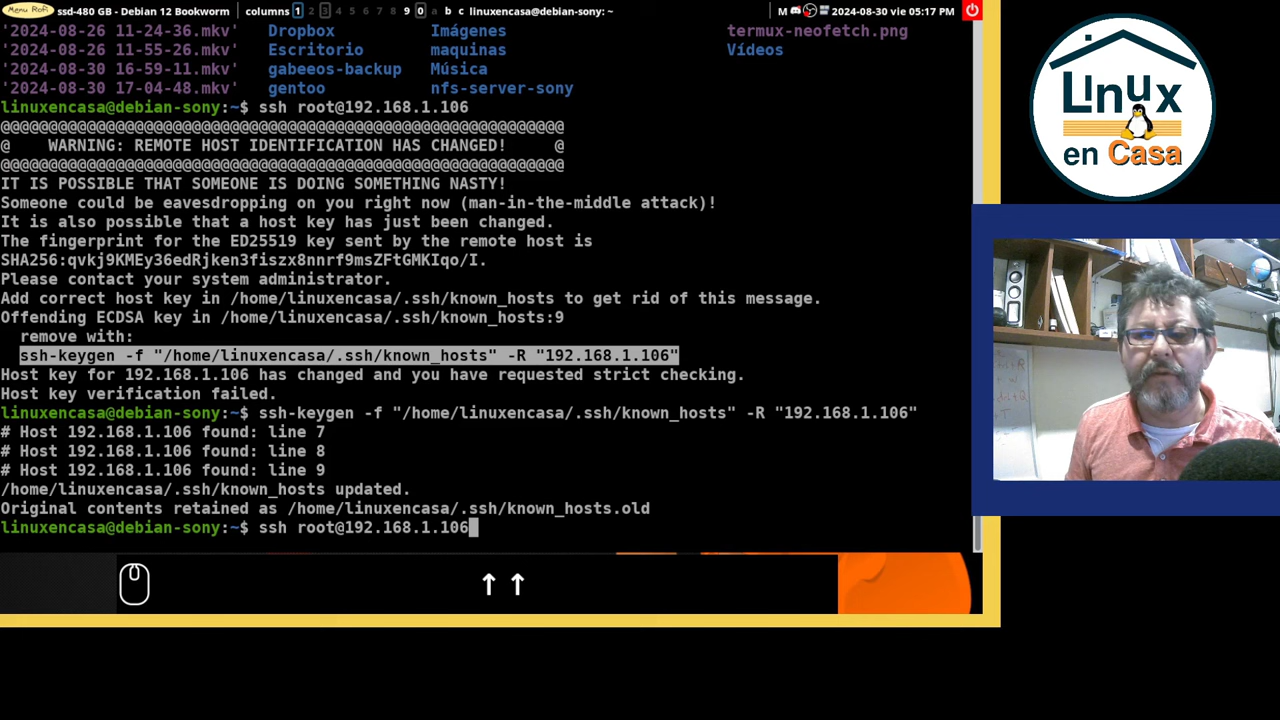 Menu Rofi ssd-480 GB - Debian 12 Bookworm columns 1 2 3 4 5 6 7 8 9 0 a b c linuxencasa@debian-sony: ~ M 2024-08-30 vie 05:17 PM
'2024-08-26 11-24-36.mkv' Dropbox Imágenes termux-neofetch.png
'2024-08-26 11-55-26.mkv' Escritorio maquinas Vídeos
'2024-08-30 16-59-11.mkv' gabeeos-backup Música
'2024-08-30 17-04-48.mkv' gentoo nfs-server-sony
linuxencasa@debian-sony:~$ ssh root@192.168.1.106
@@@@@@@@@@@@@@@@@@@@@@@@@@@@@@@@@@@@@@@@@@@@@@@@@@@@@@@@@@@
@ WARNING: REMOTE HOST IDENTIFICATION HAS CHANGED! @
@@@@@@@@@@@@@@@@@@@@@@@@@@@@@@@@@@@@@@@@@@@@@@@@@@@@@@@@@@@
IT IS POSSIBLE THAT SOMEONE IS DOING SOMETHING NASTY!
Someone could be eavesdropping on you right now (man-in-the-middle attack)!
It is also possible that a host key has just been changed.
The fingerprint for the ED25519 key sent by the remote host is
SHA256:qvkj9KMEy36edRjken3fiszx8nnrf9msZFtGMKIqo/I.
Please contact your system administrator.
Add correct host key in /home/linuxencasa/.ssh/known_hosts to get rid of this message.
Offending ECDSA key in /home/linuxencasa/.ssh/known_hosts:9
remove with:
ssh-keygen -f "/home/linuxencasa/.ssh/known_hosts" -R "192.168.1.106"
Host key for 192.168.1.106 has changed and you have requested strict checking.
Host key verification failed.
linuxencasa@debian-sony:~$ ssh-keygen -f "/home/linuxencasa/.ssh/known_hosts" -R "192.168.1.106"
# Host 192.168.1.106 found: line 7
# Host 192.168.1.106 found: line 8
# Host 192.168.1.106 found: line 9
/home/linuxencasa/.ssh/known_hosts updated.
Original contents retained as /home/linuxencasa/.ssh/known_hosts.old
linuxencasa@debian-sony:~$ ssh root@192.168.1.106
↑ ↑
Linux
en Casa